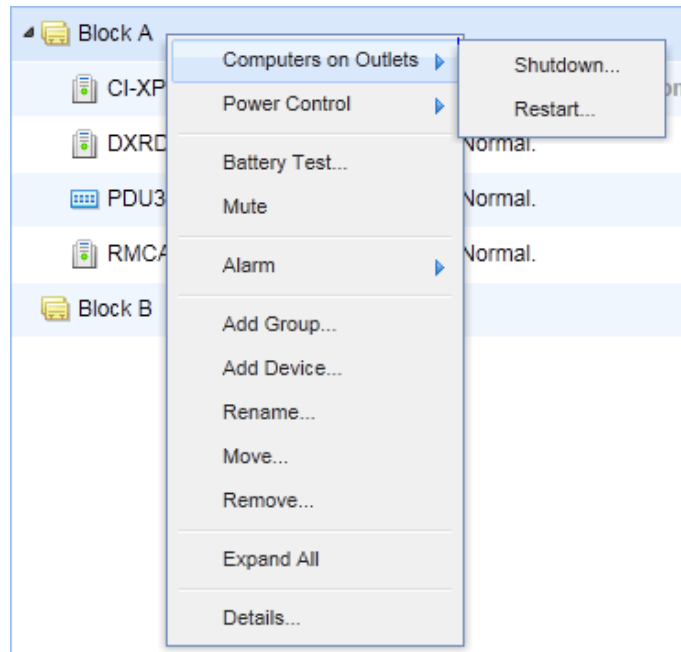 Block A
Computers on Outlets
Shutdown...
CI-XP
Power Control
Restart...
DXRD
Normal.
Battery Test...
PDU3
Mute
Normal.
RMCA
Alarm
Normal.
Block B
Add Group...
Add Device...
Rename...
Move...
Remove...
Expand All
Details...